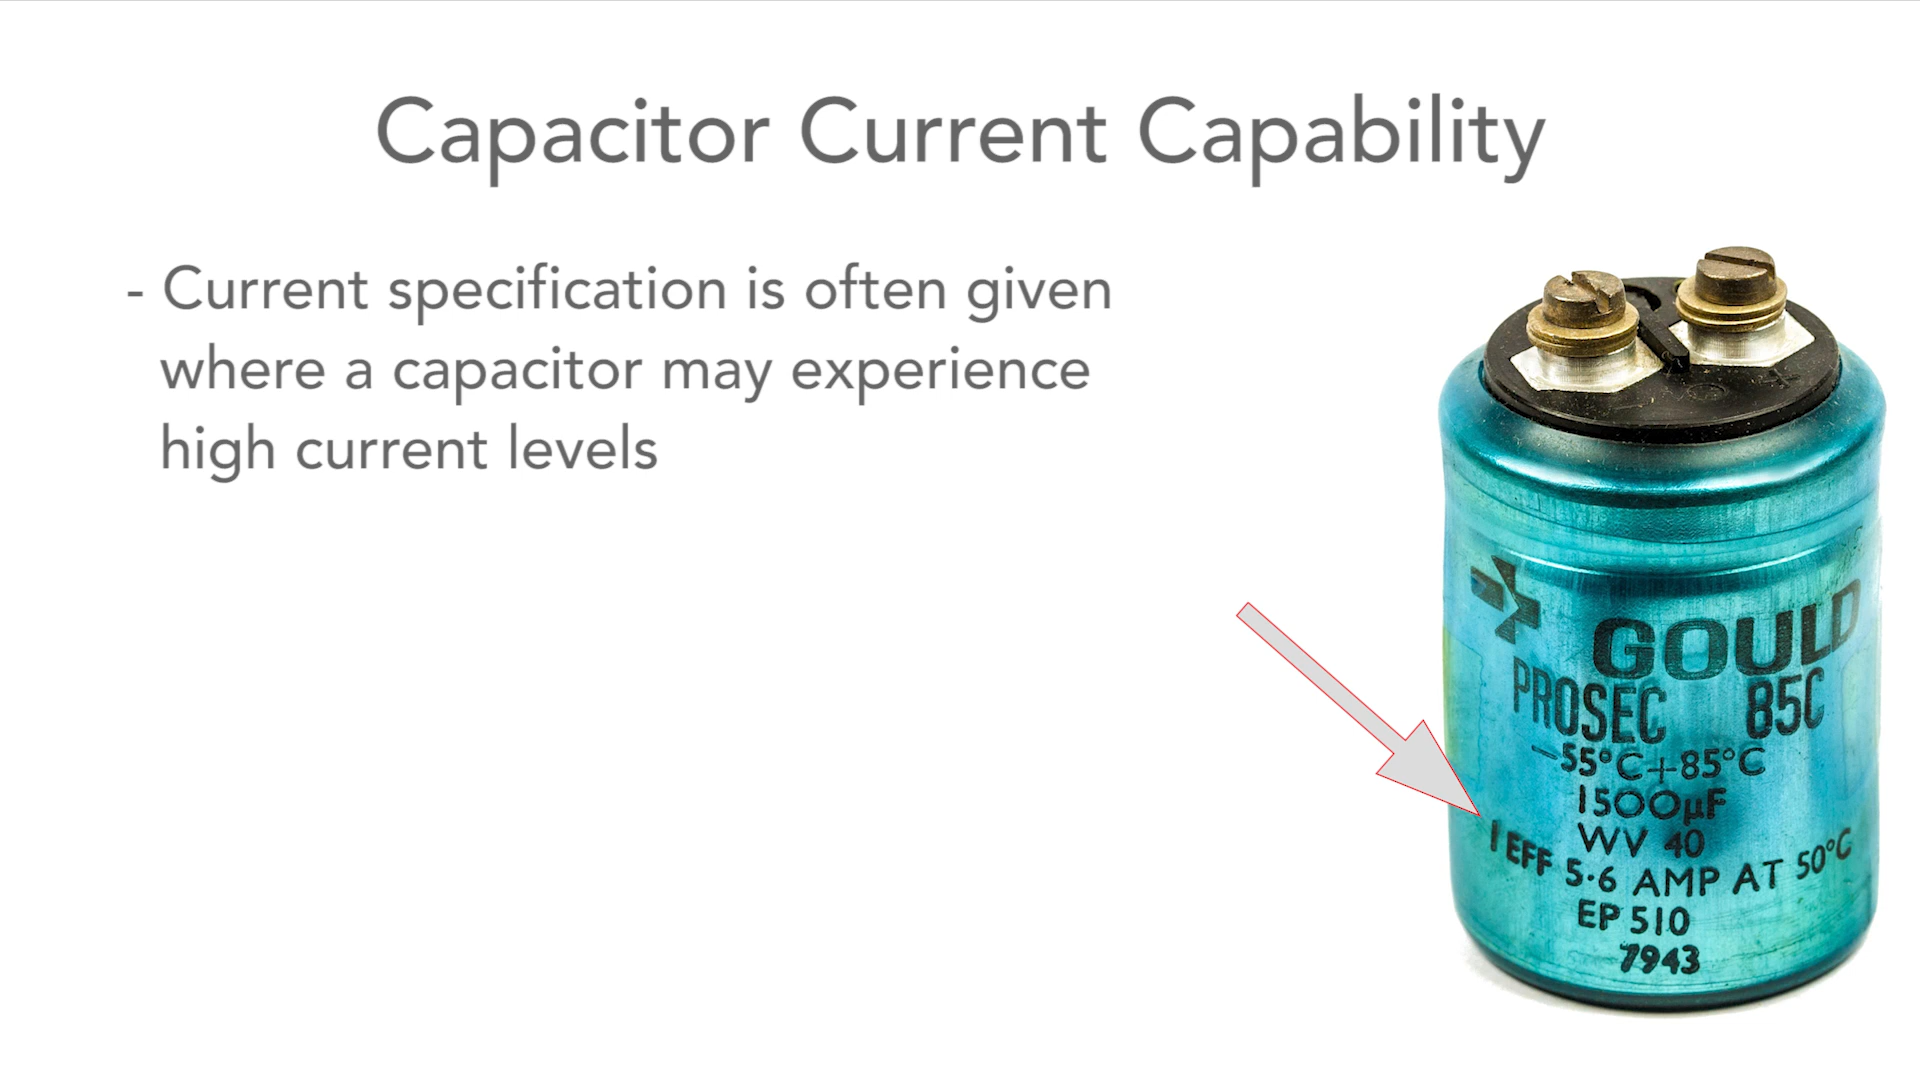 Capacitor Current Capability
- Current specification is often given
where a capacitor may experience
high current levels
GOULD
PROSEC 85C
-55°C+85°C
1500µF
WV 40
I EFF 5·6 AMP AT 50°C
EP 510
7943